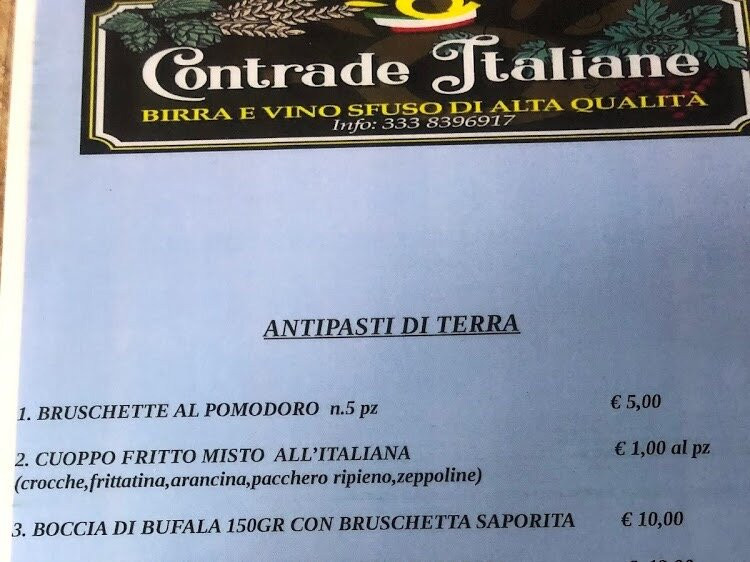 Contrade Italiane
BIRRA E VINO SFUSO DI ALTA QUALITÀ
Info: 333 8396917
ANTIPASTI DI TERRA
1. BRUSCHETTE AL POMODORO n.5 pz € 5,00
2. CUOPPO FRITTO MISTO ALL'ITALIANA € 1,00 al pz
(crocche,frittatina,arancina,pacchero ripieno,zeppoline)
3. BOCCIA DI BUFALA 150GR CON BRUSCHETTA SAPORITA € 10,00